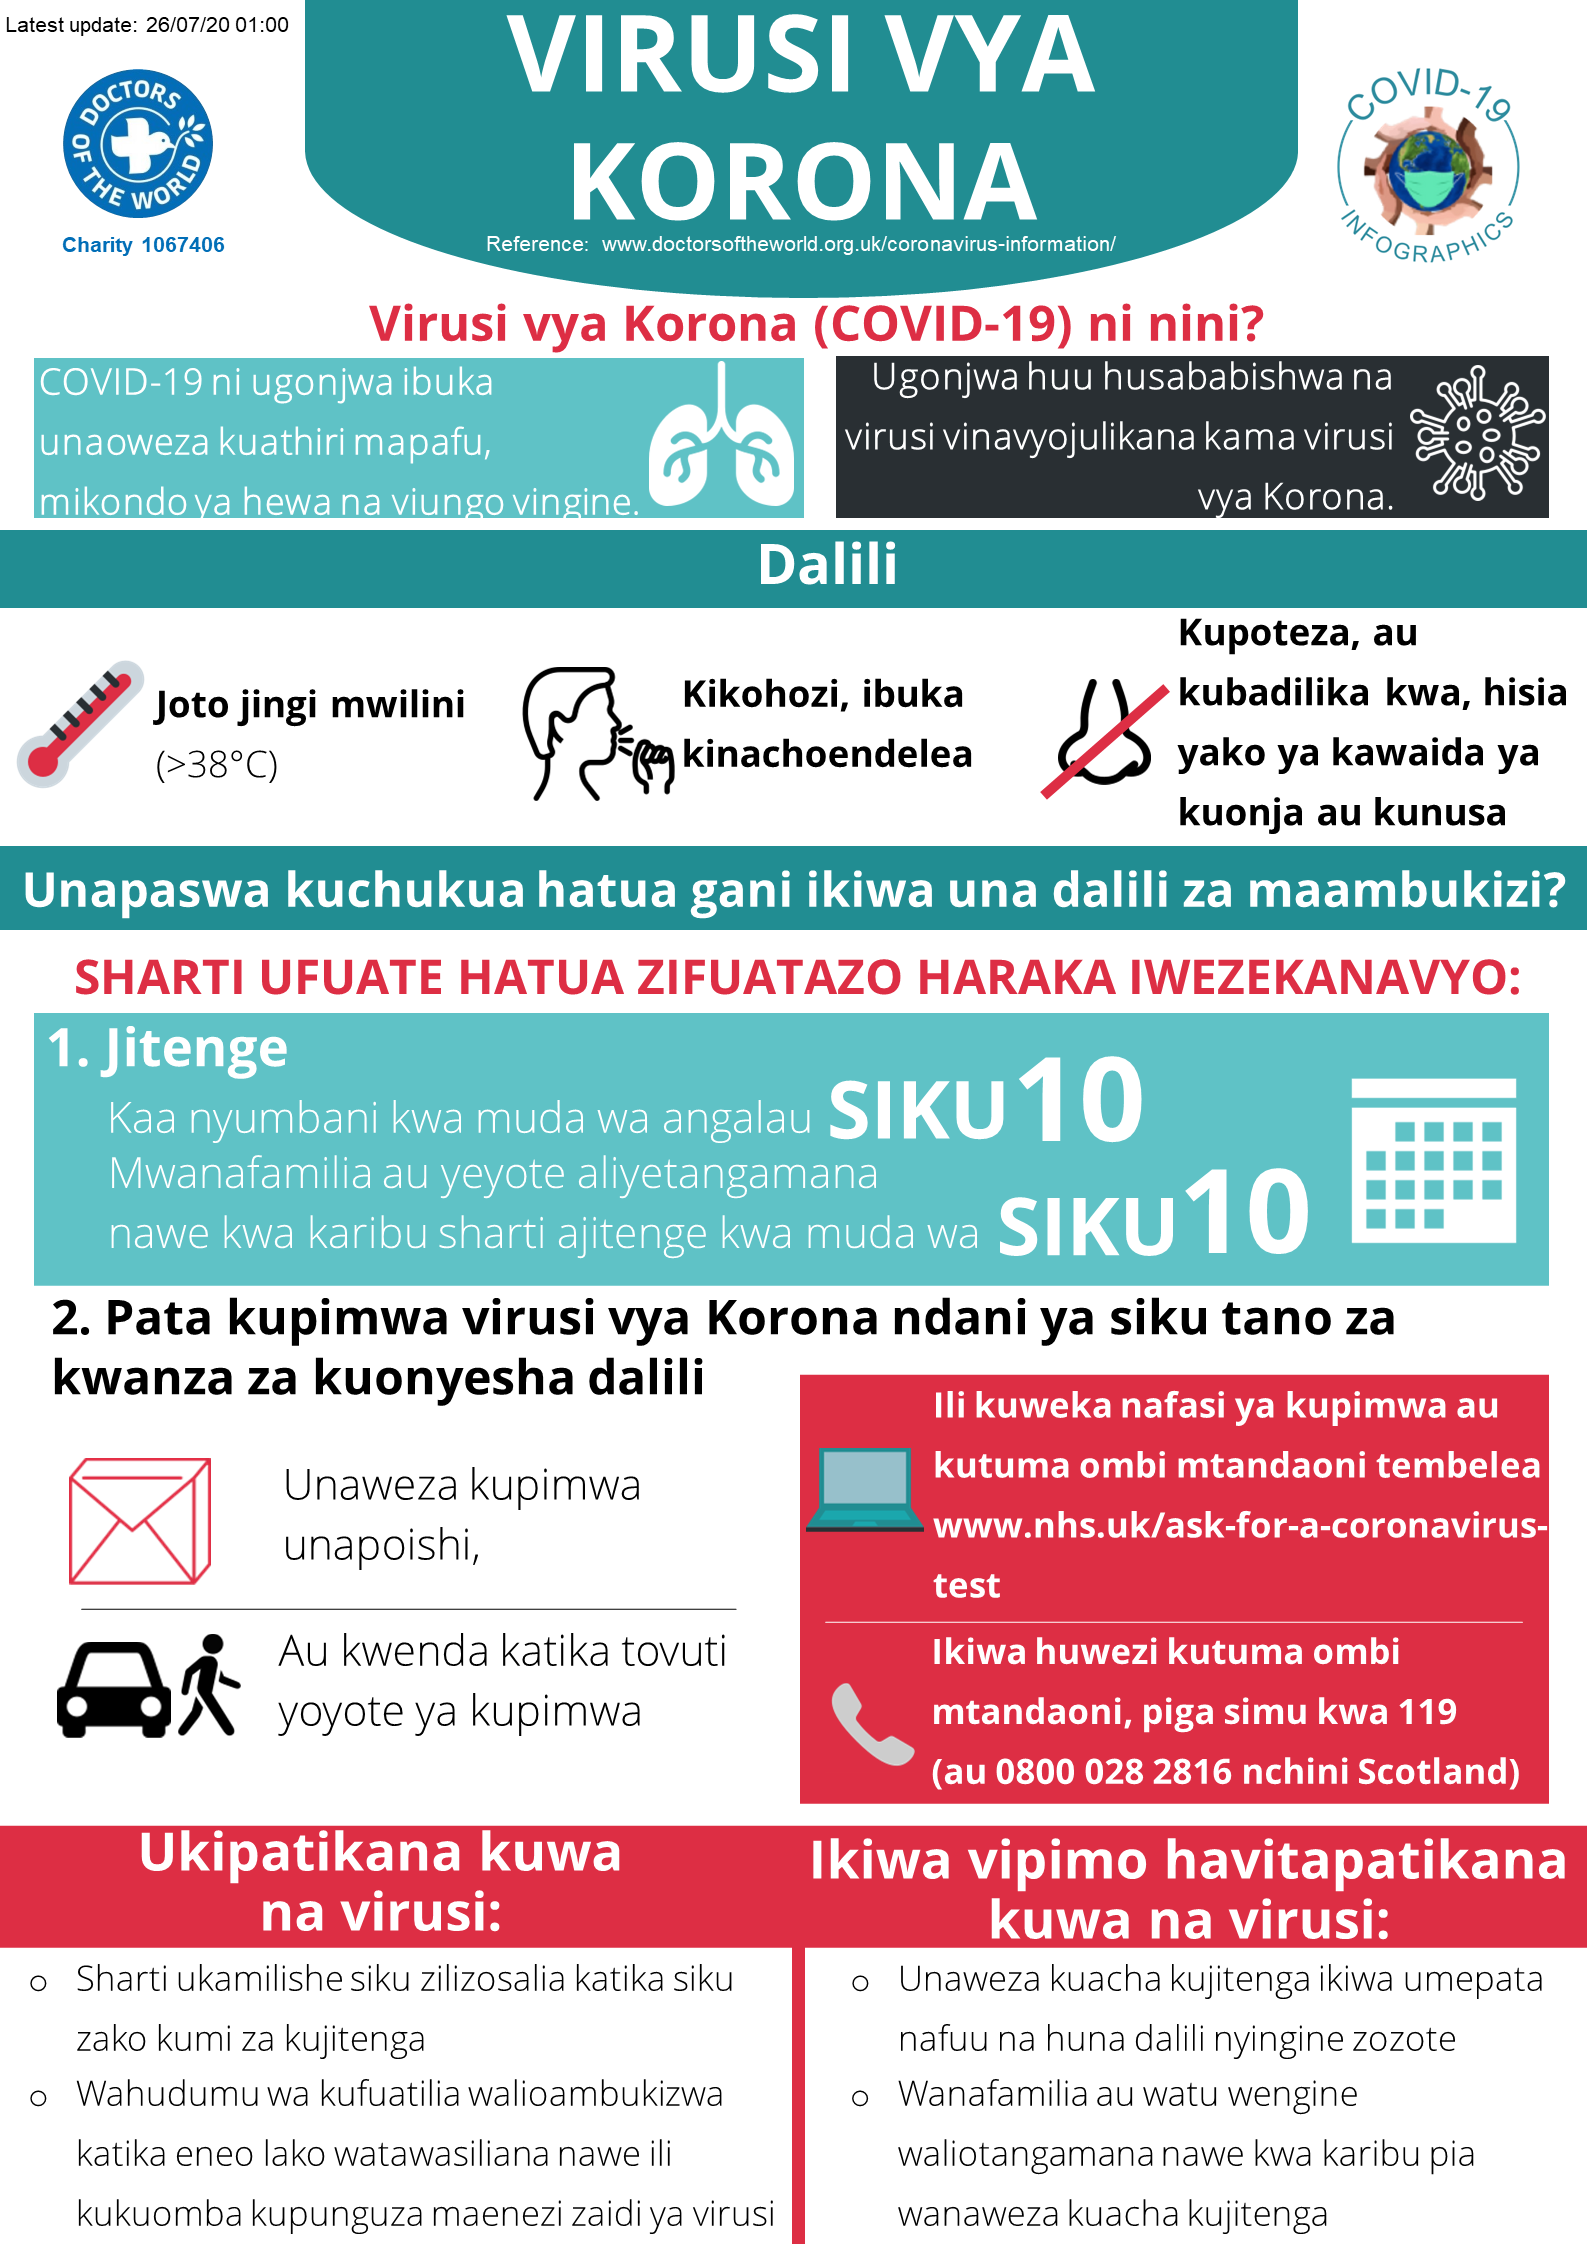 Latest update: 26/07/20 01:00
DOCTORS OF THE WORLD
Charity 1067406
VIRUSI VYA
KORONA
Reference: www.doctorsoftheworld.org.uk/coronavirus-information/
COVID-19
INFOGRAPHICS
Virusi vya Korona (COVID-19) ni nini?
COVID-19 ni ugonjwa ibuka
unaoweza kuathiri mapafu,
mikondo ya hewa na viungo vingine.
Ugonjwa huu husababishwa na
virusi vinavyojulikana kama virusi
vya Korona.
Dalili
Joto jingi mwilini
(>38°C)
Kikohozi, ibuka
kinachoendelea
Kupoteza, au
kubadilika kwa, hisia
yako ya kawaida ya
kuonja au kunusa
Unapaswa kuchukua hatua gani ikiwa una dalili za maambukizi?
SHARTI UFUATE HATUA ZIFUATAZO HARAKA IWEZEKANAVYO:
1. Jitenge
Kaa nyumbani kwa muda wa angalau SIKU 10
Mwanafamilia au yeyote aliyetangamana
nawe kwa karibu sharti ajitenge kwa muda wa SIKU 10
2. Pata kupimwa virusi vya Korona ndani ya siku tano za
kwanza za kuonyesha dalili
Unaweza kupimwa
unapoishi,
Au kwenda katika tovuti
yoyote ya kupimwa
Ili kuweka nafasi ya kupimwa au
kutuma ombi mtandaoni tembelea
www.nhs.uk/ask-for-a-coronavirus-
test
Ikiwa huwezi kutuma ombi
mtandaoni, piga simu kwa 119
(au 0800 028 2816 nchini Scotland)
Ukipatikana kuwa
na virusi:
o Sharti ukamilishe siku zilizosalia katika siku
zako kumi za kujitenga
o Wahudumu wa kufuatilia walioambukizwa
katika eneo lako watawasiliana nawe ili
kukuomba kupunguza maenezi zaidi ya virusi
Ikiwa vipimo havitapatikana
kuwa na virusi:
o Unaweza kuacha kujitenga ikiwa umepata
nafuu na huna dalili nyingine zozote
o Wanafamilia au watu wengine
waliotangamana nawe kwa karibu pia
wanaweza kuacha kujitenga